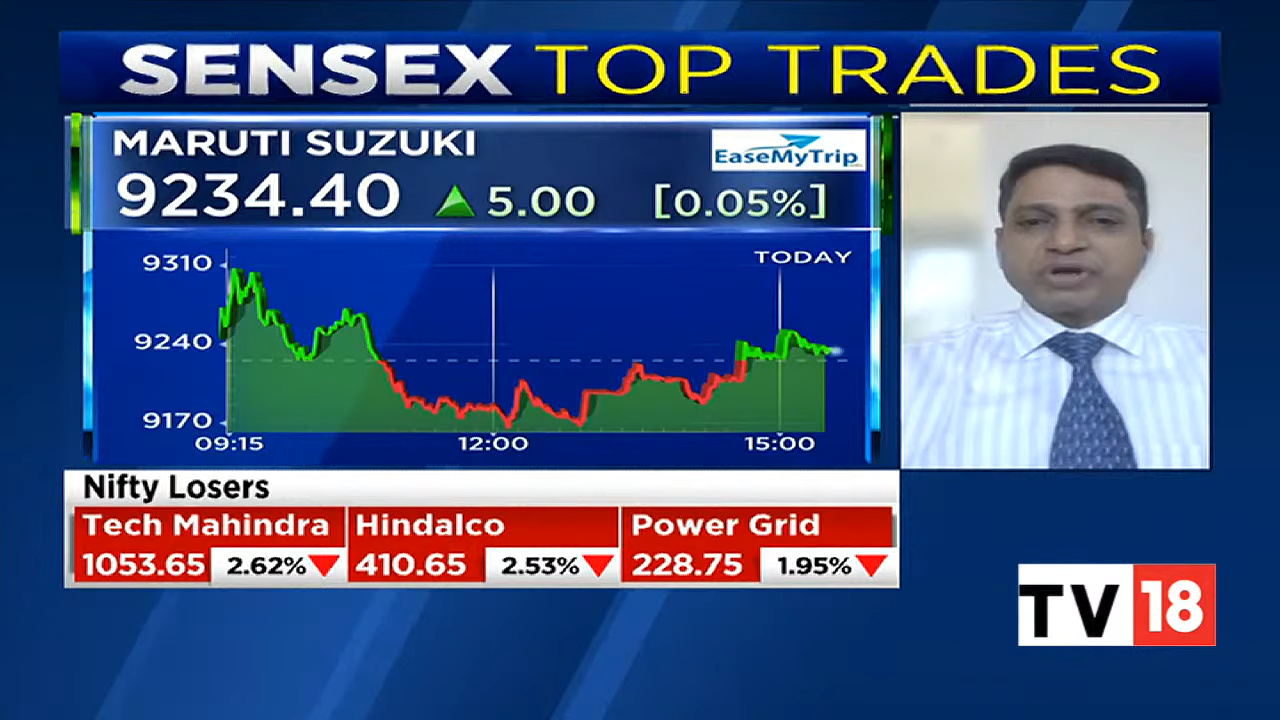 SENSEX TOP TRADES
MARUTI SUZUKI
EaseMyTrip
9234.40 ▲ 5.00 [0.05%]
TODAY
9310
9240
9170
09:15 12:00 15:00
Nifty Losers
Tech Mahindra Hindalco Power Grid
1053.65 2.62% ▼ 410.65 2.53% ▼ 228.75 1.95% ▼
TV18